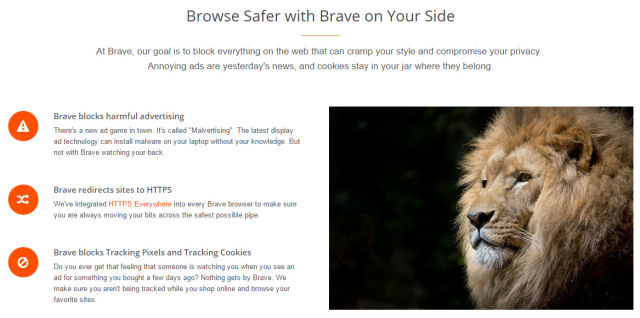 Browse Safer with Brave on Your Side
At Brave, our goal is to block everything on the web that can cramp your style and compromise your privacy.
Annoying ads are yesterday's news, and cookies stay in your jar where they belong.
Brave blocks harmful advertising
There's a new ad game in town. It's called "Malvertising". The latest display
ad technology can install malware on your laptop without your knowledge. But
not with Brave watching your back.
Brave redirects sites to HTTPS
We've integrated HTTPS Everywhere into every Brave browser to make sure
you are always moving your bits across the safest possible pipe.
Brave blocks Tracking Pixels and Tracking Cookies
Do you ever get that feeling that someone is watching you when you see an
ad for something you bought a few days ago? Nothing gets by Brave. We
make sure you aren't being tracked while you shop online and browse your
favorite sites.